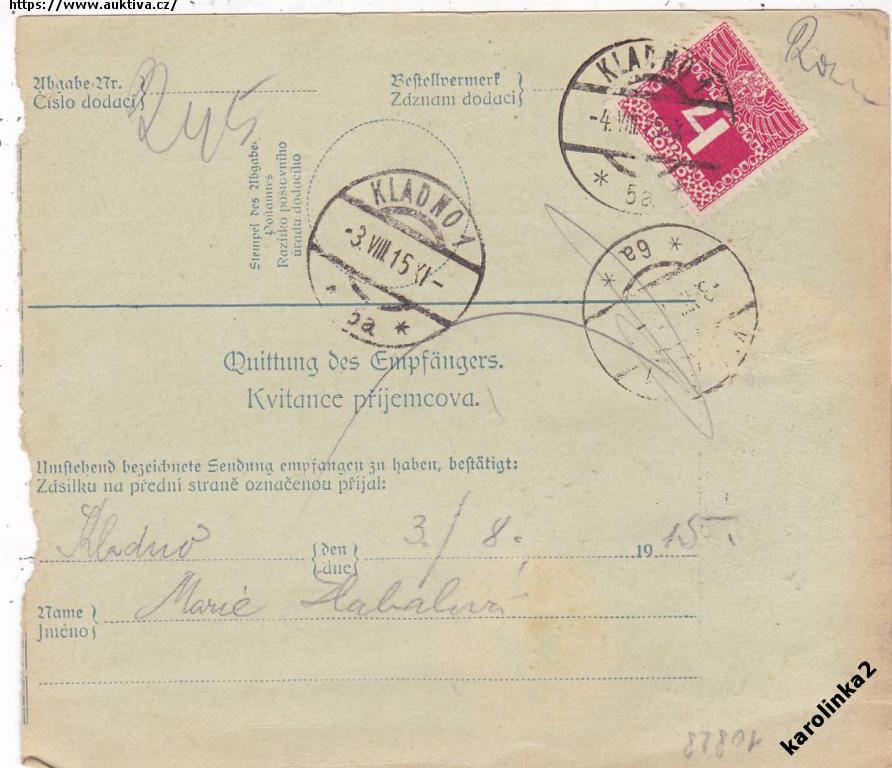 https://www.auktiva.cz/
Abgabe-Nr.
Číslo dodací
Bestellvermerk
Záznam dodací
KLADNO 1
-4.VIII.15
* 5a *
Stempel des Abgabe-
Postamtes
Razítko poštovního
úřadu dodacího
KLADNO 1
-3.VIII.15 XI-
5a *
* 6a *
Quittung des Empfängers.
Kvitance příjemcova.
Umstehend bezeichnete Sendung empfangen zu haben, bestätigt:
Zásilku na přední straně označenou přijal:
Kladno den 3./8. 1915.
dne
Name Marie
Jméno
karolinka2
10828